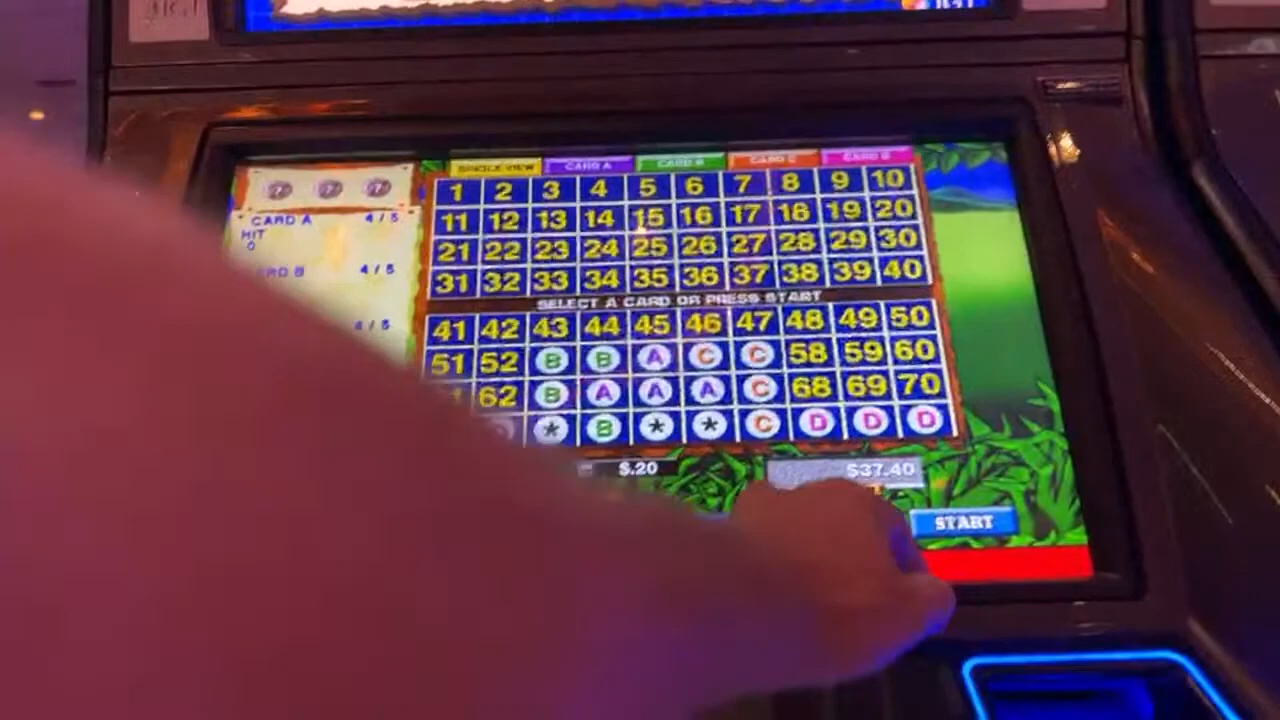 SINGLE VIEW CARD A CARD B CARD C CARD D
CARD A 4/5
HIT
0
CARD B 4/5
4/5
1 2 3 4 5 6 7 8 9 10
11 12 13 14 15 16 17 18 19 20
21 22 23 24 25 26 27 28 29 30
31 32 33 34 35 36 37 38 39 40
SELECT A CARD OR PRESS START
41 42 43 44 45 46 47 48 49 50
51 52 B B A C C 58 59 60
62 B A A A C 68 69 70
* B * * C D D D
$.20 $37.40
START